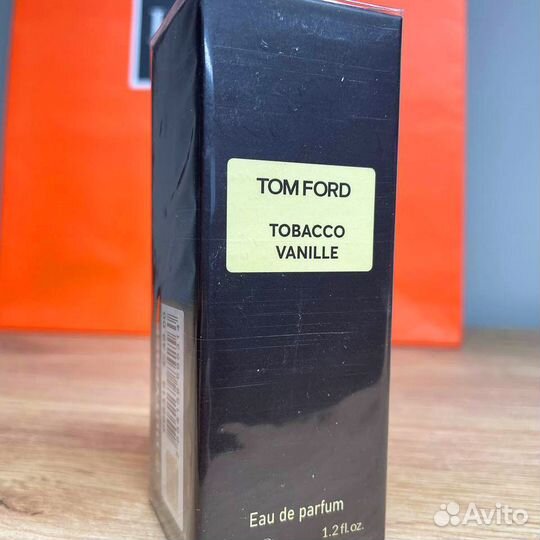 TOM FORD
TOBACCO
VANILLE
Eau de parfum
1.2 fl.oz.
Avito